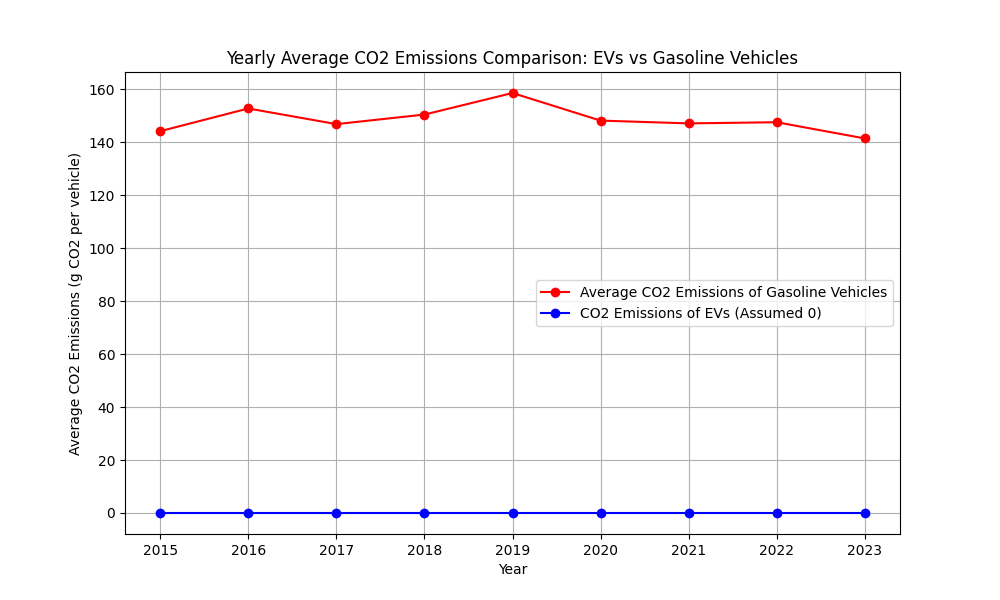 Yearly Average CO2 Emissions Comparison: EVs vs Gasoline Vehicles
Average CO2 Emissions (g CO2 per vehicle)
160
140
120
100
80
60
40
20
0
Average CO2 Emissions of Gasoline Vehicles
CO2 Emissions of EVs (Assumed 0)
2015 2016 2017 2018 2019 2020 2021 2022 2023
Year